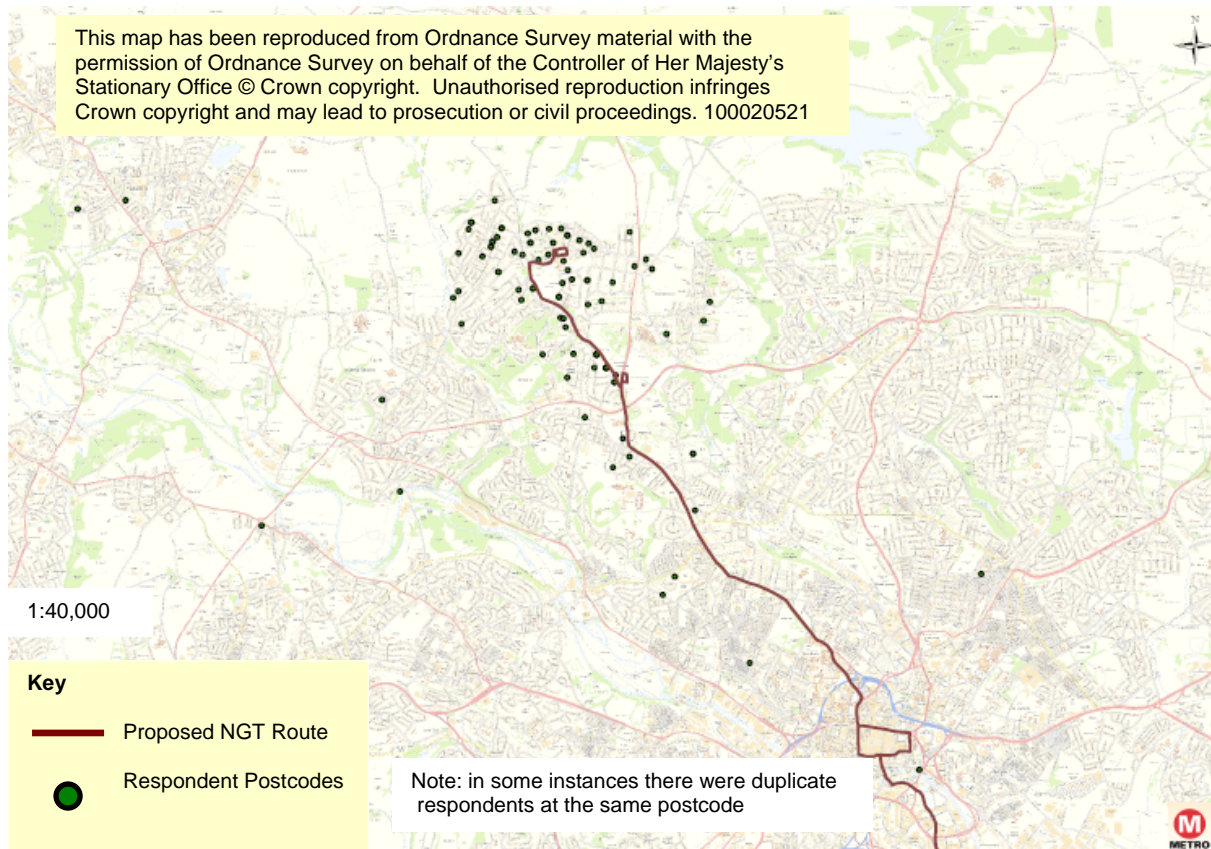 This map has been reproduced from Ordnance Survey material with the
permission of Ordnance Survey on behalf of the Controller of Her Majesty's
Stationary Office © Crown copyright. Unauthorised reproduction infringes
Crown copyright and may lead to prosecution or civil proceedings. 100020521
N
1:40,000
Key
Proposed NGT Route
Respondent Postcodes
Note: in some instances there were duplicate
respondents at the same postcode
M
METRO